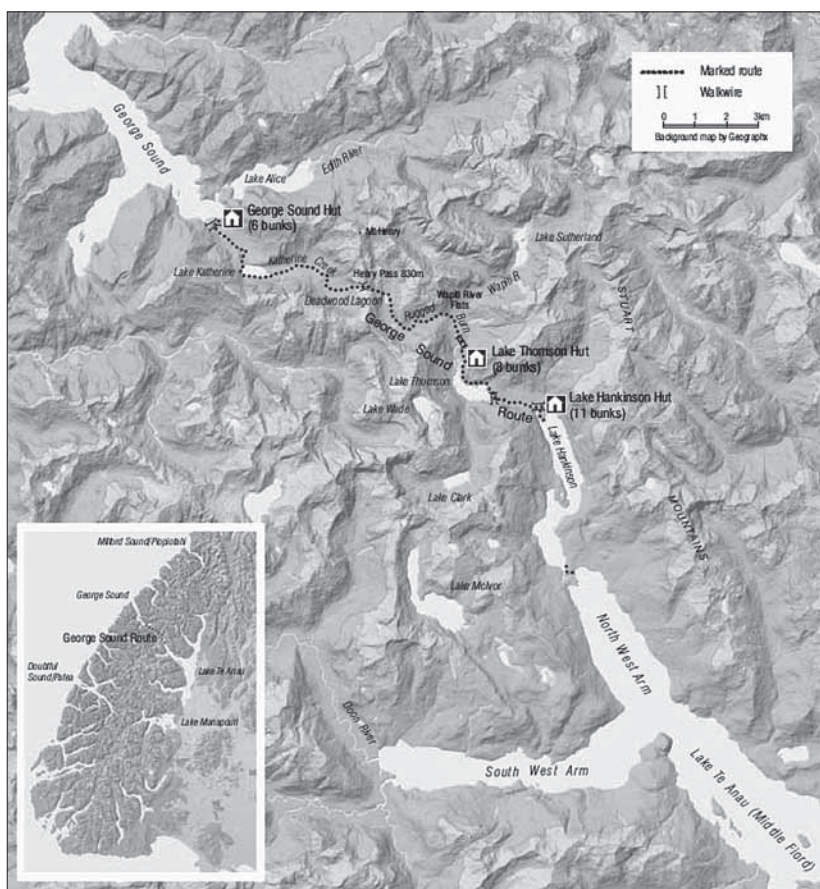 Marked route
Walkwire
0 1 2 3km
Background map by Geographx
George Sound
Lake Alice
Edith River
George Sound Hut
(6 bunks)
Mt Henry
Lake Katherine
Katherine Creek
Henry Pass 830m
Deadwood Lagoon
Lake Sutherland
Wapiti R.
Wapiti River
Flats
Rugged Burn
STUART
George Sound Route
Lake Thomson Hut
(8 bunks)
Lake Thomson
Lake Wade
Lake Hankinson Hut
(11 bunks)
Lake Hankinson
Lake Clark
MOUNTAINS
Lake McIvor
North West Arm
Doon River
South West Arm
Lake Te Anau (Middle Fiord)
Milford Sound/Piopiotahi
George Sound
George Sound Route
Doubtful
Sound/Patea
Lake Te Anau
Lake Manapouri